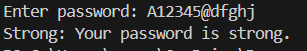 Enter password: A12345@dfghj
Strong: Your password is strong.